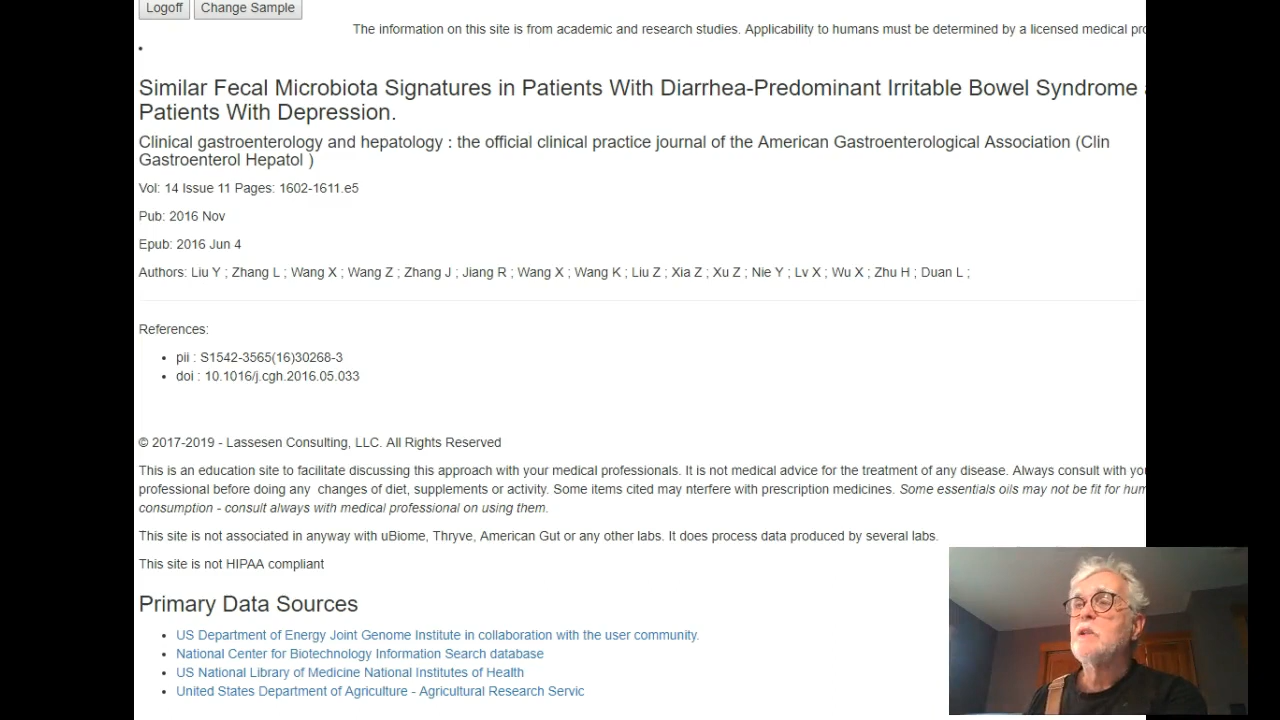 Logoff Change Sample
The information on this site is from academic and research studies. Applicability to humans must be determined by a licensed medical
Similar Fecal Microbiota Signatures in Patients With Diarrhea-Predominant Irritable Bowel Syndrome
Patients With Depression.
Clinical gastroenterology and hepatology : the official clinical practice journal of the American Gastroenterological Association (Clin
Gastroenterol Hepatol )
Vol: 14 Issue 11 Pages: 1602-1611.e5
Pub: 2016 Nov
Epub: 2016 Jun 4
Authors: Liu Y ; Zhang L ; Wang X ; Wang Z ; Zhang J ; Jiang R ; Wang X ; Wang K ; Liu Z ; Xia Z ; Xu Z ; Nie Y ; Lv X ; Wu X ; Zhu H ; Duan L ;
References:
• pii : S1542-3565(16)30268-3
• doi : 10.1016/j.cgh.2016.05.033
© 2017-2019 - Lassesen Consulting, LLC. All Rights Reserved
This is an education site to facilitate discussing this approach with your medical professionals. It is not medical advice for the treatment of any disease. Always consult with
professional before doing any changes of diet, supplements or activity. Some items cited may nterfere with prescription medicines. Some essentials oils may not be fit for
consumption - consult always with medical professional on using them.
This site is not associated in anyway with uBiome, Thryve, American Gut or any other labs. It does process data produced by several labs.
This site is not HIPAA compliant
Primary Data Sources
• US Department of Energy Joint Genome Institute in collaboration with the user community.
• National Center for Biotechnology Information Search database
• US National Library of Medicine National Institutes of Health
• United States Department of Agriculture - Agricultural Research Servic